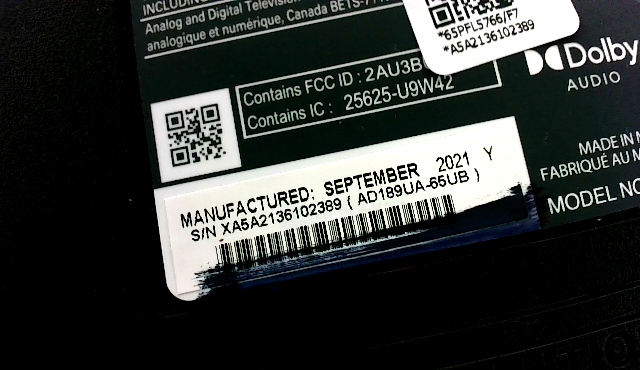 INCLUDING
Analog and Digital Television
analogique et numérique, Canada BETS-7
*65PFL5766/F7
*A5A2136102389
Dolby
AUDIO
Contains FCC ID : 2AU3B
Contains IC : 25625-U9W42
MADE IN
FABRIQUÉ AU
MODEL NO
MANUFACTURED: SEPTEMBER 2021 Y
S/N XA5A2136102389 ( AD189UA-65UB )